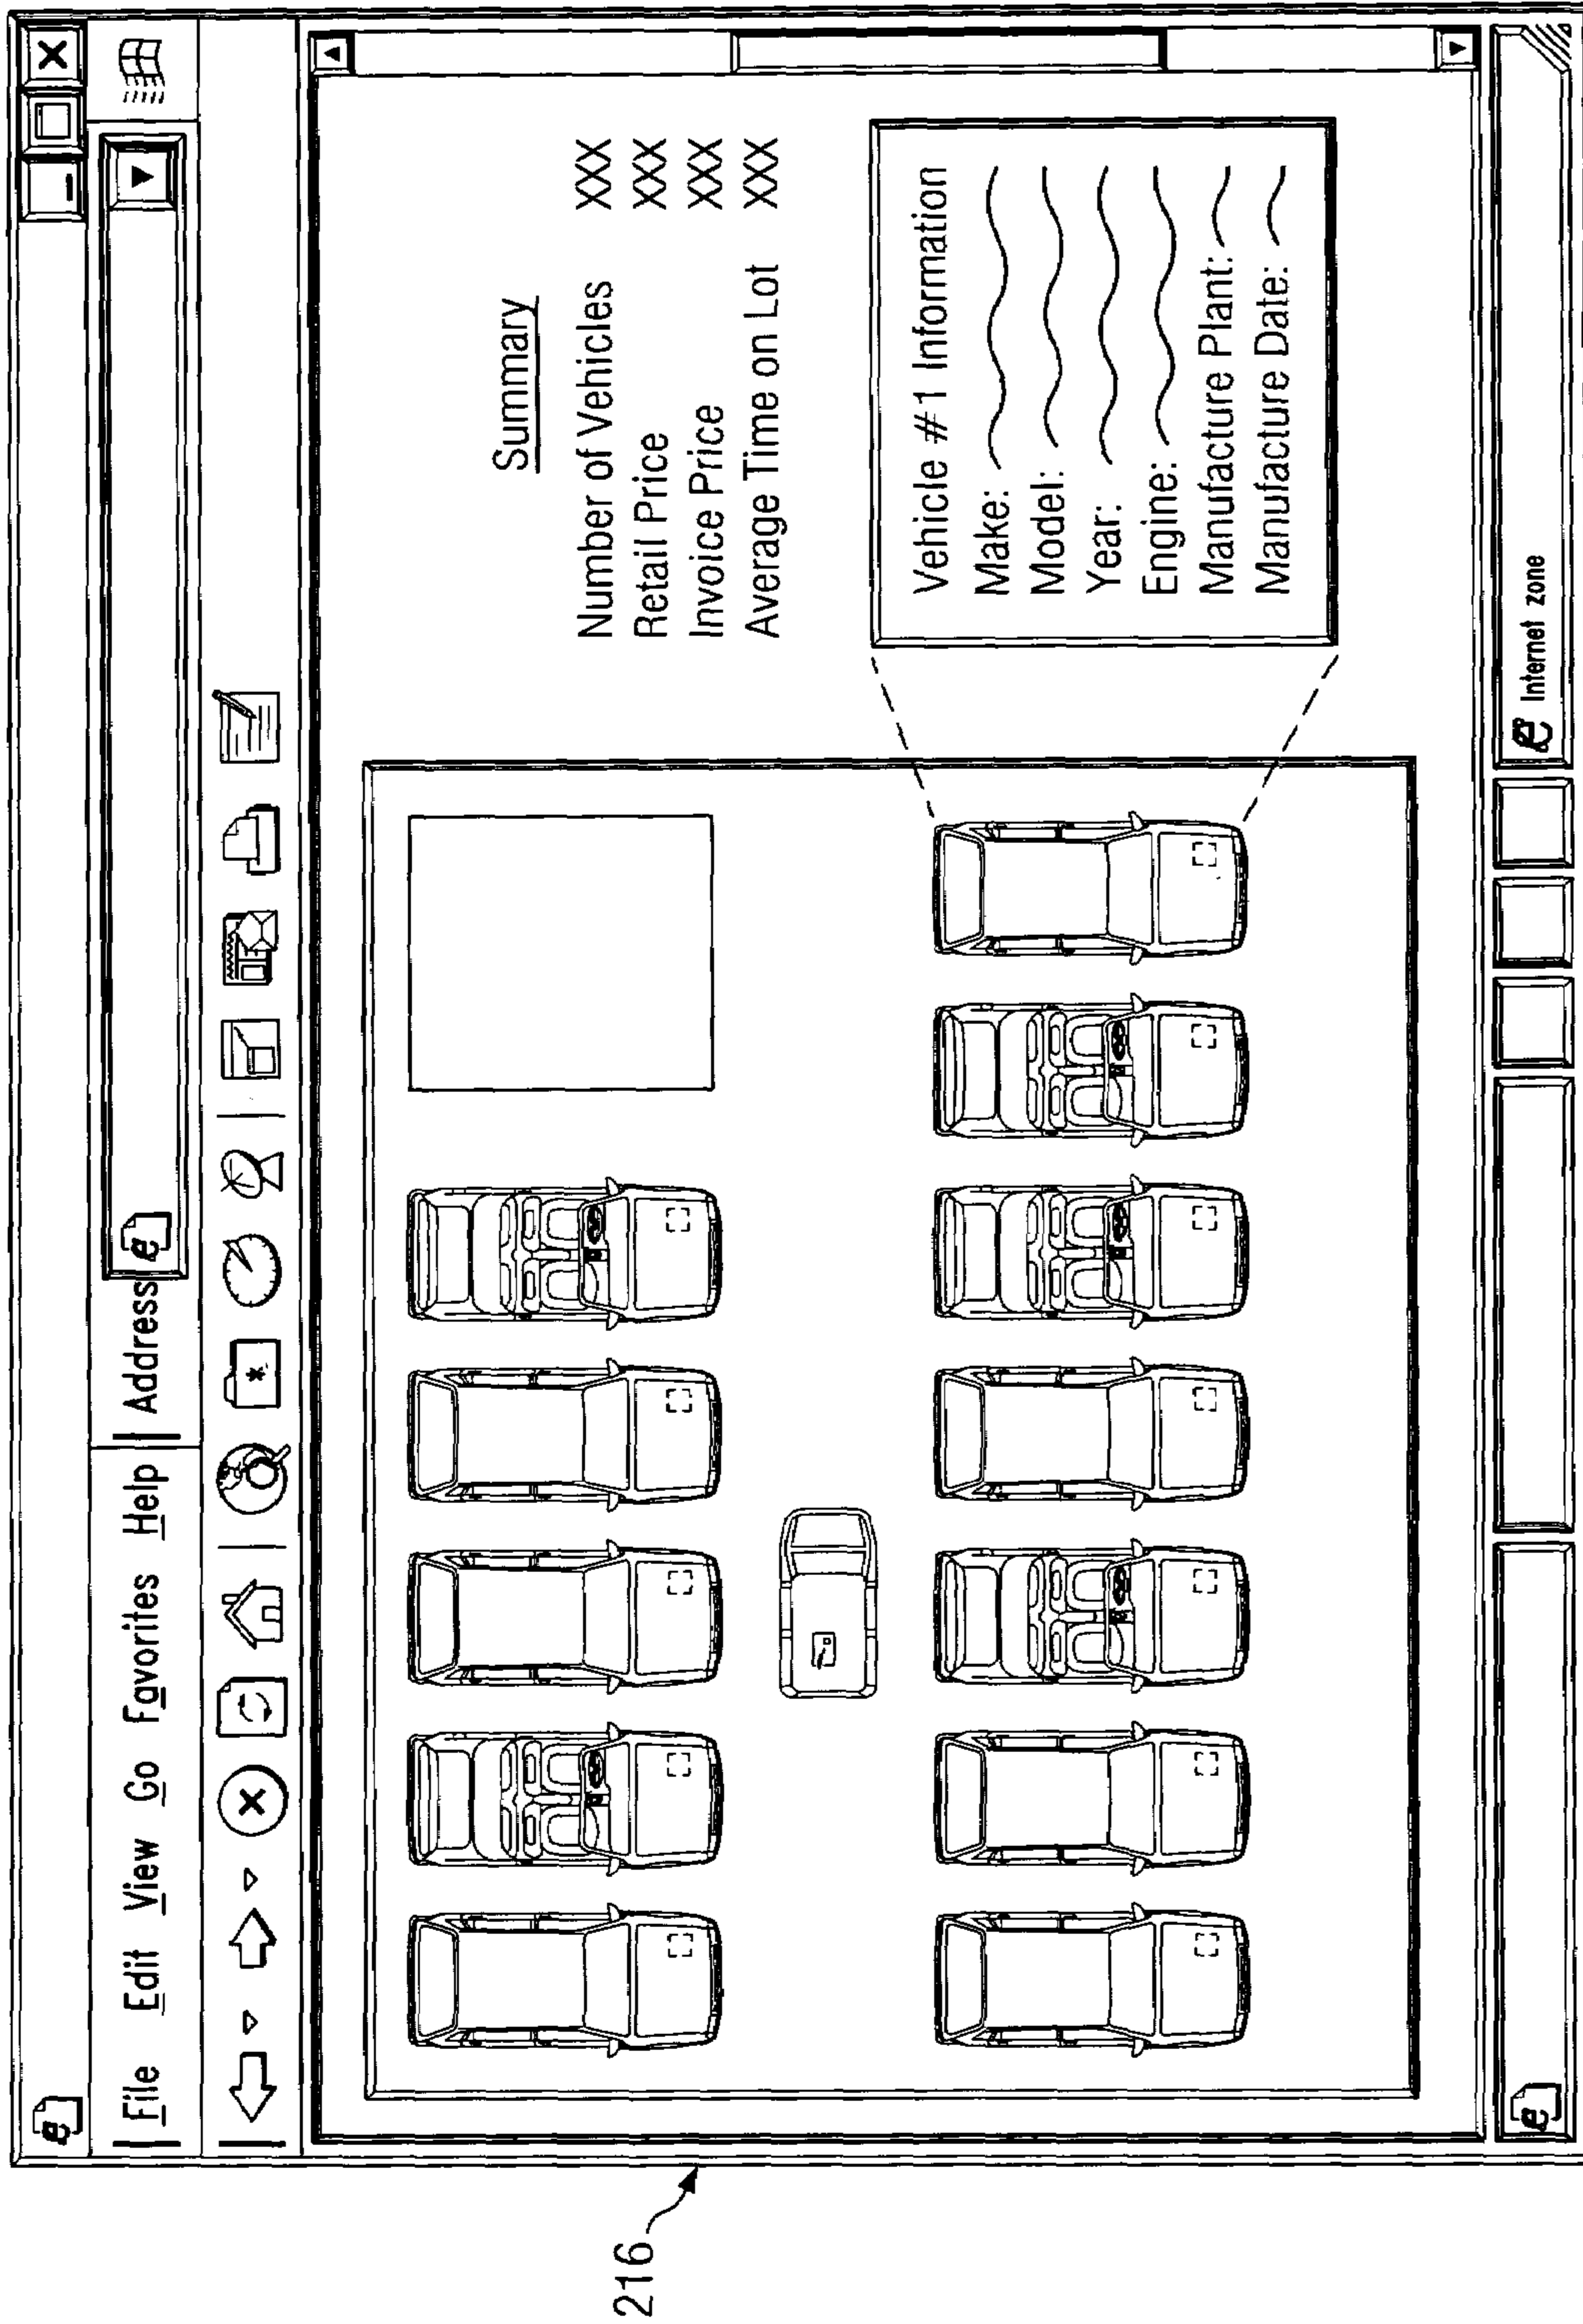 File Edit View Go Favorites Help Address
Summary
Number of Vehicles XXX
Retail Price XXX
Invoice Price XXX
Average Time on Lot XXX
Vehicle #1 Information
Make:
Model:
Year:
Engine:
Manufacture Plant:
Manufacture Date:
Internet zone
216